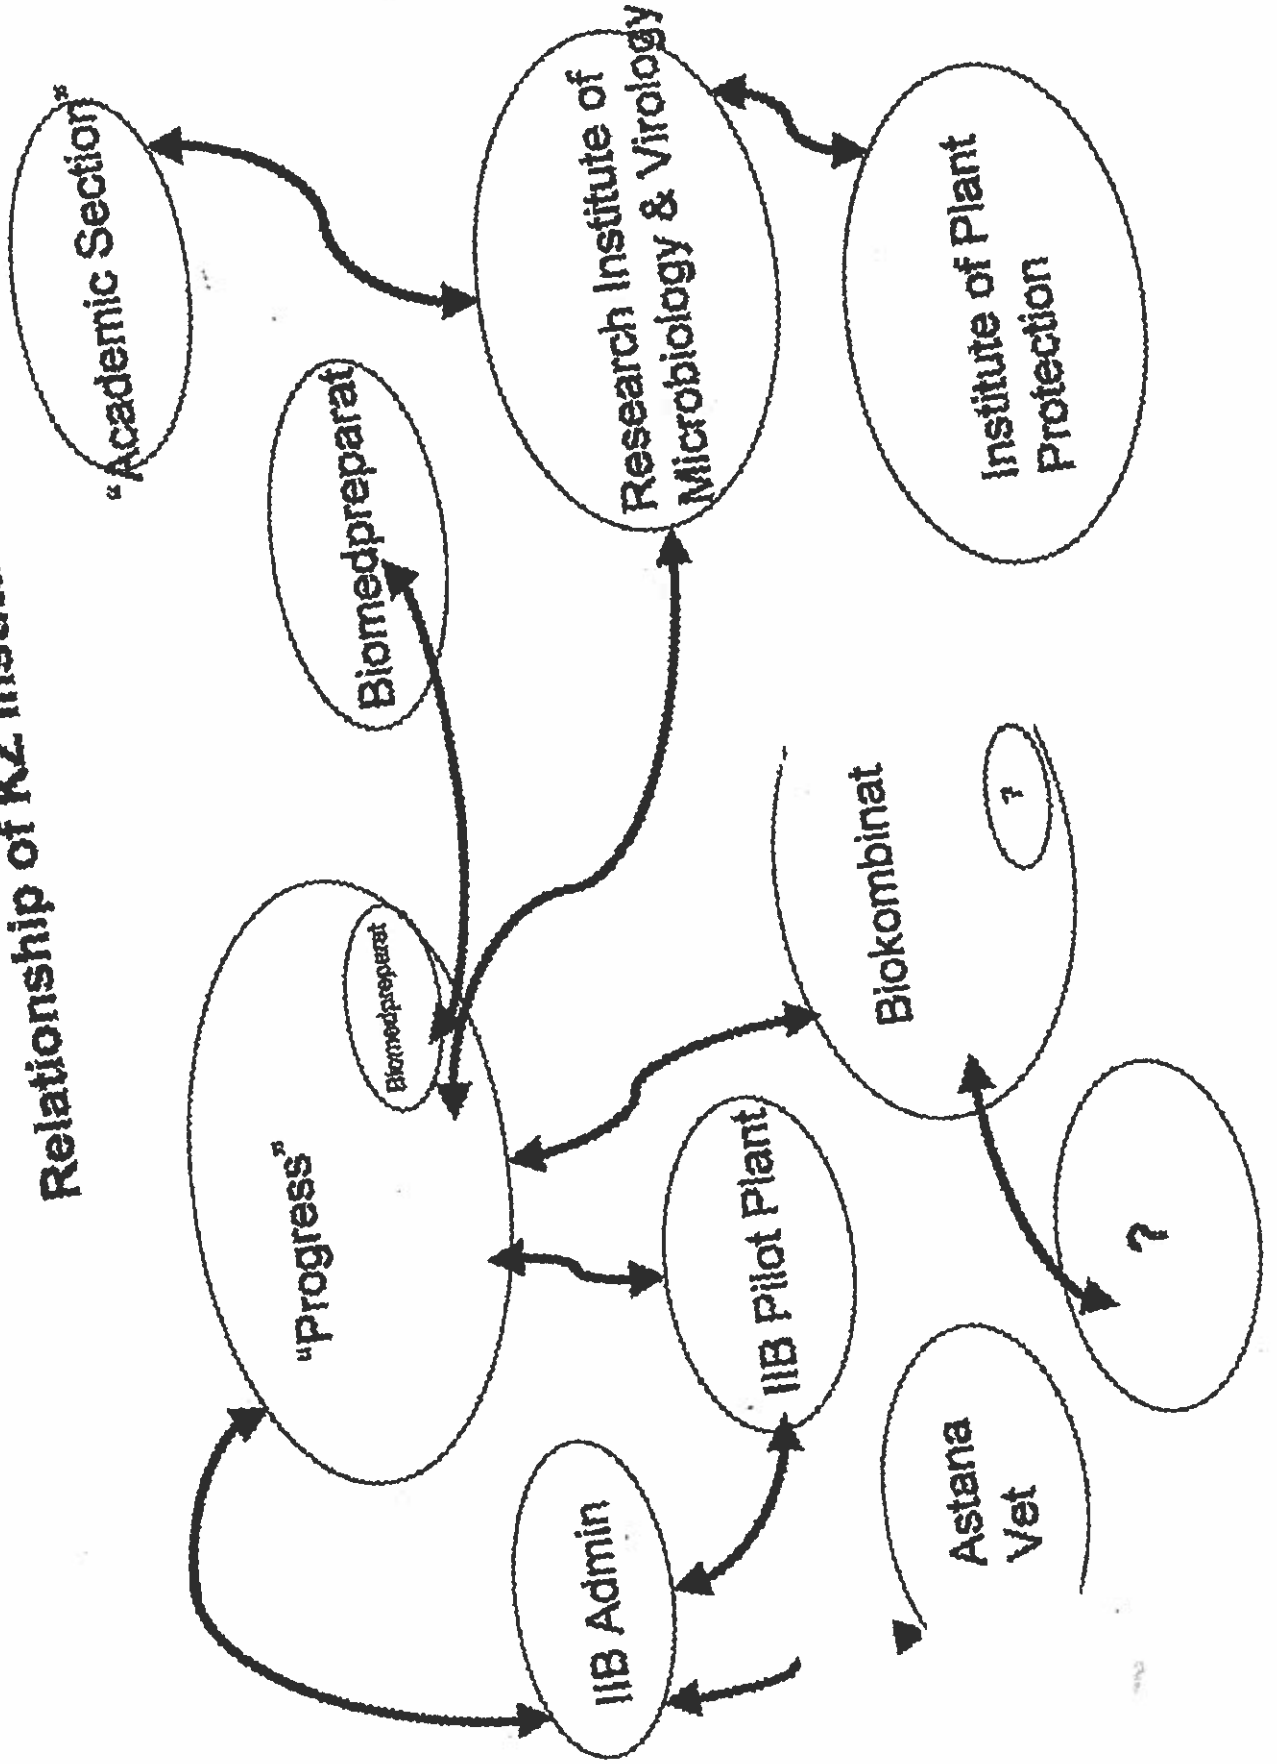 Relationship of KZ
"Academic Section"
"Progress"
Biomedpreparat
Biomedpreparat
Research Institute of
Microbiology & Virology
IIB Admin
IIB Pilot Plant
Biokombinat
?
Institute of Plant
Protection
Astana
Vet
?